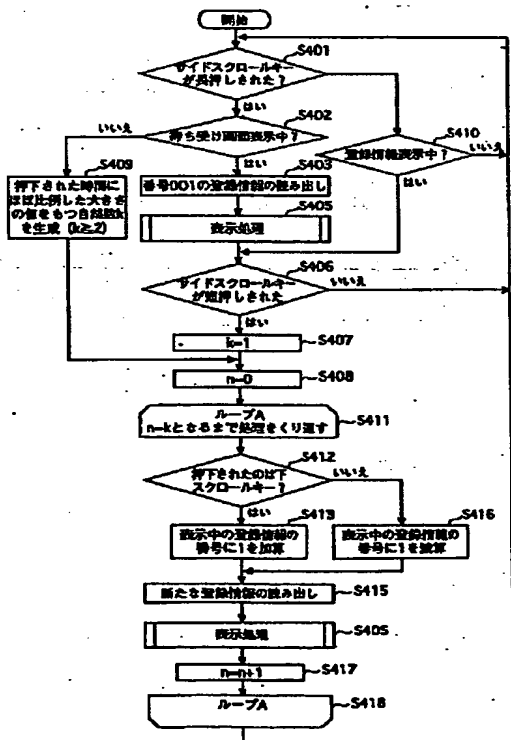 開始
S401
サイドスクロールキー
が長押しされた?
はい
S402
待ち受け画面表示中?
いいえ
はい
S410
登録情報表示中?
いいえ
はい
S409
押下された時間に
ほぼ比例した大きさ
の値をもつ自然数k
を生成 (k≧2)
S403
番号001の登録情報の読み出し
S405
表示処理
S406
サイドスクロールキー
が短押しされた
いいえ
はい
k=1
S407
n=0
S408
ループA
n=kとなるまで処理をくり返す
S411
S412
押下されたのは下
スクロールキー?
いいえ
はい
S413
表示中の登録情報の
番号に1を加算
S416
表示中の登録情報の
番号に1を減算
新たな登録情報の読み出し
S415
表示処理
S405
n=n+1
S417
ループA
S418